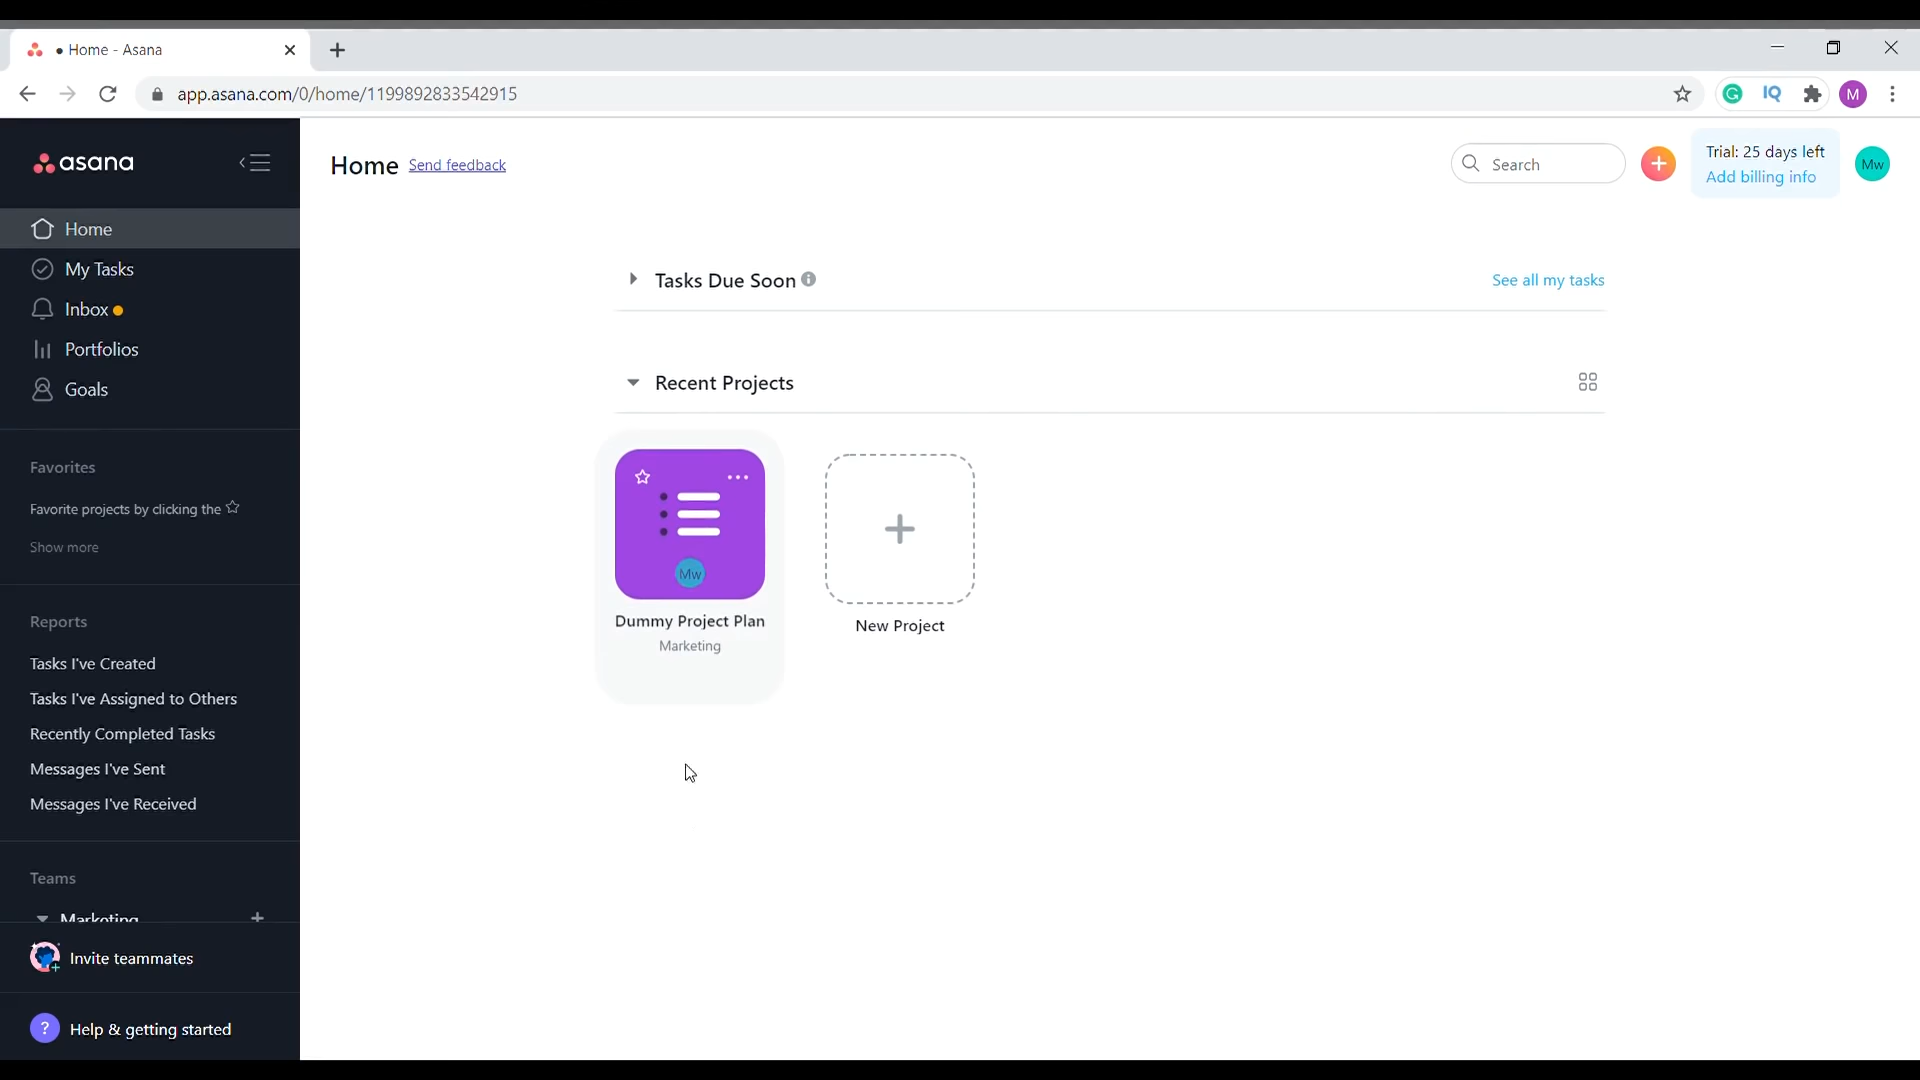 • Home - Asana
app.asana.com/0/home/1199892833542915
IQ
M
asana
Home Send feedback
Search
Trial: 25 days left
Add billing info
Mw
Home
My Tasks
Inbox
Portfolios
Goals
Favorites
Favorite projects by clicking the
Show more
Reports
Tasks I've Created
Tasks I've Assigned to Others
Recently Completed Tasks
Messages I've Sent
Messages I've Received
Teams
Marketing
Invite teammates
? Help & getting started
Tasks Due Soon
See all my tasks
Recent Projects
Mw
Dummy Project Plan
Marketing
New Project